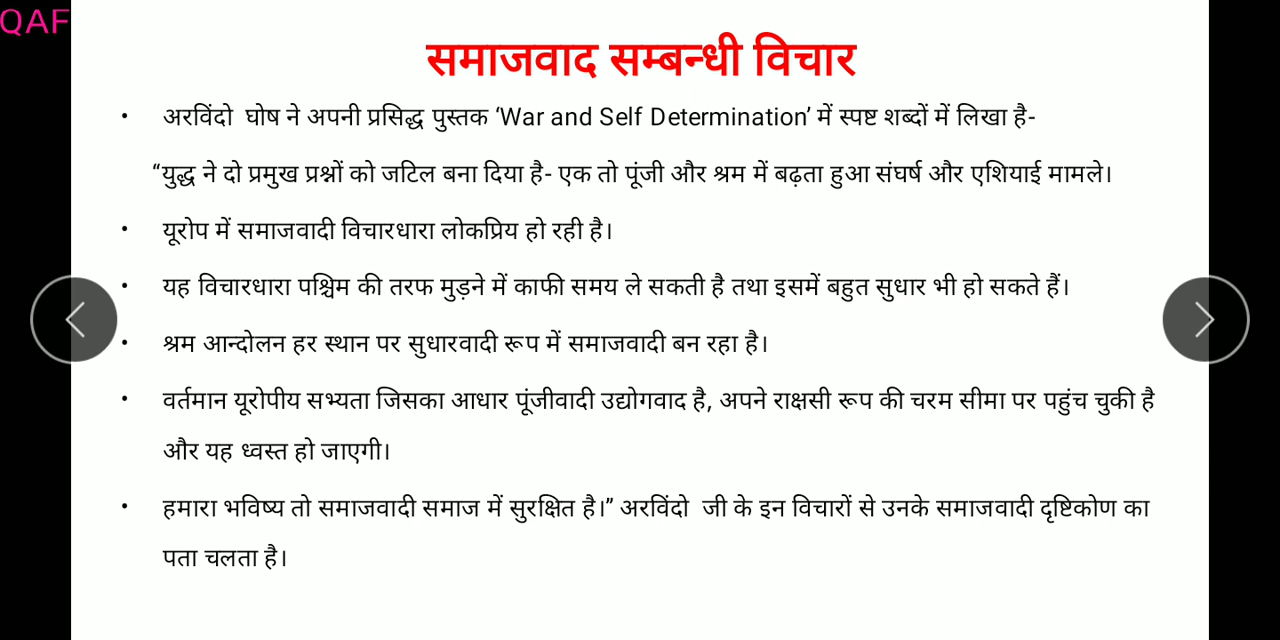 QAF
समाजवाद सम्बन्धी विचार
• अरविंदो घोष ने अपनी प्रसिद्ध पुस्तक ‘War and Self Determination’ में स्पष्ट शब्दों में लिखा है-
“युद्ध ने दो प्रमुख प्रश्नों को जटिल बना दिया है- एक तो पूंजी और श्रम में बढ़ता हुआ संघर्ष और एशियाई मामले।
• यूरोप में समाजवादी विचारधारा लोकप्रिय हो रही है।
• यह विचारधारा पश्चिम की तरफ मुड़ने में काफी समय ले सकती है तथा इसमें बहुत सुधार भी हो सकते हैं।
• श्रम आन्दोलन हर स्थान पर सुधारवादी रूप में समाजवादी बन रहा है।
• वर्तमान यूरोपीय सभ्यता जिसका आधार पूंजीवादी उद्योगवाद है, अपने राक्षसी रूप की चरम सीमा पर पहुंच चुकी है
और यह ध्वस्त हो जाएगी।
• हमारा भविष्य तो समाजवादी समाज में सुरक्षित है।” अरविंदो जी के इन विचारों से उनके समाजवादी दृष्टिकोण का
पता चलता है।